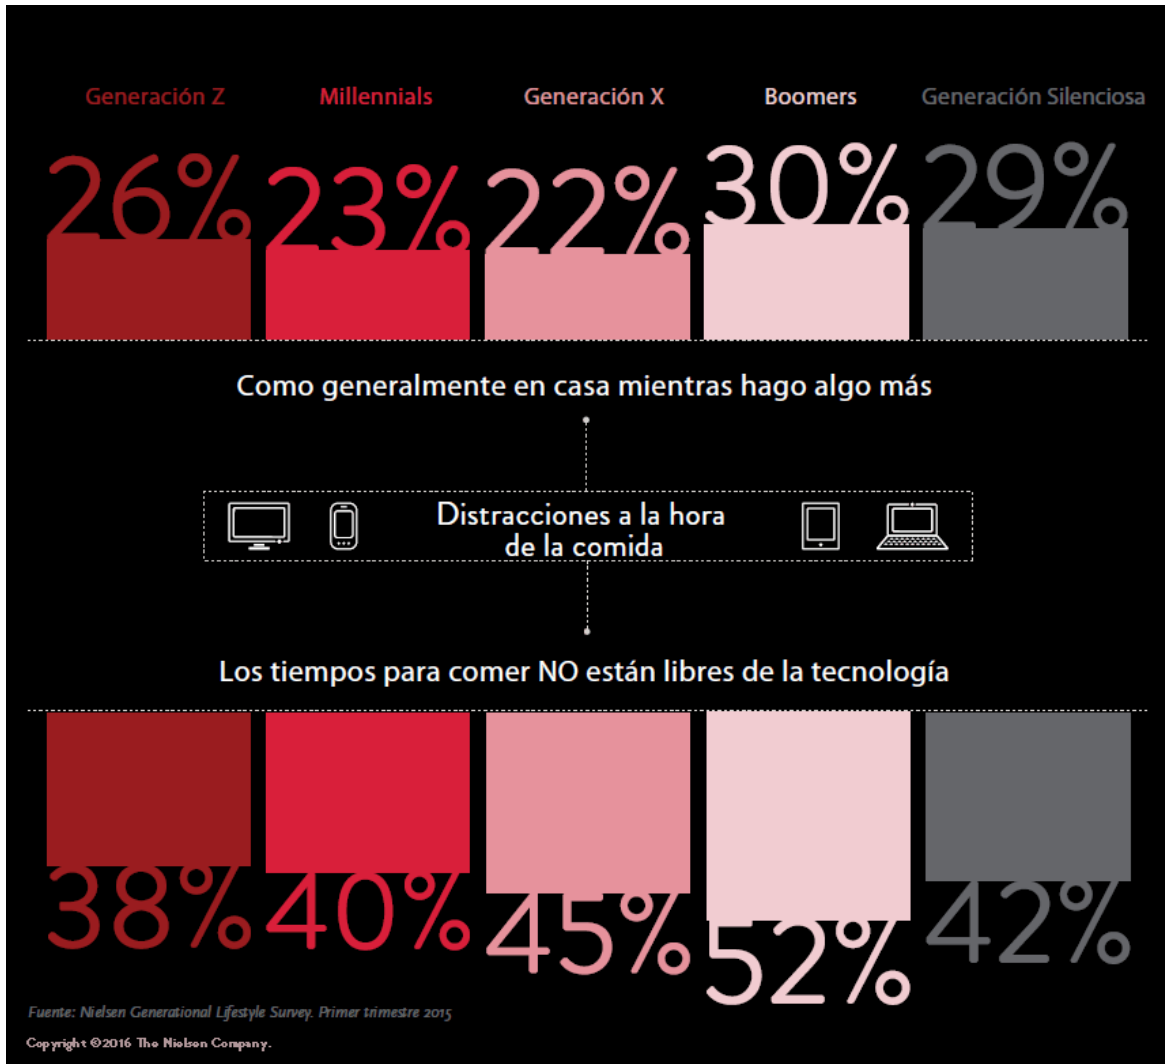 Generación Z Millennials Generación X Boomers Generación Silenciosa
26% 23% 22% 30% 29%
Como generalmente en casa mientras hago algo más
Distracciones a la hora
de la comida
Los tiempos para comer NO están libres de la tecnología
38% 40% 45% 52% 42%
Fuente: Nielsen Generational Lifestyle Survey. Primer trimestre 2015
Copyright ©2016 The Nielsen Company.